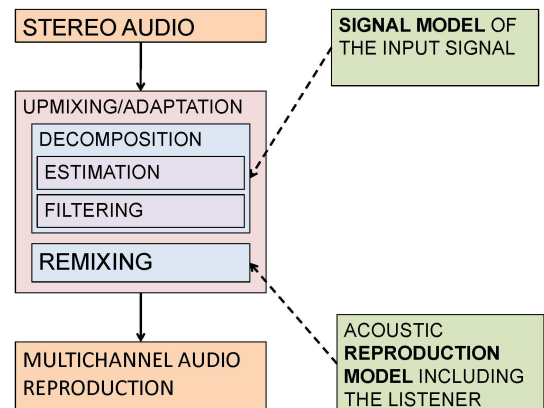 STEREO AUDIO
SIGNAL MODEL OF
THE INPUT SIGNAL
UPMIXING/ADAPTATION
DECOMPOSITION
ESTIMATION
FILTERING
REMIXING
MULTICHANNEL AUDIO
REPRODUCTION
ACOUSTIC
REPRODUCTION
MODEL INCLUDING
THE LISTENER